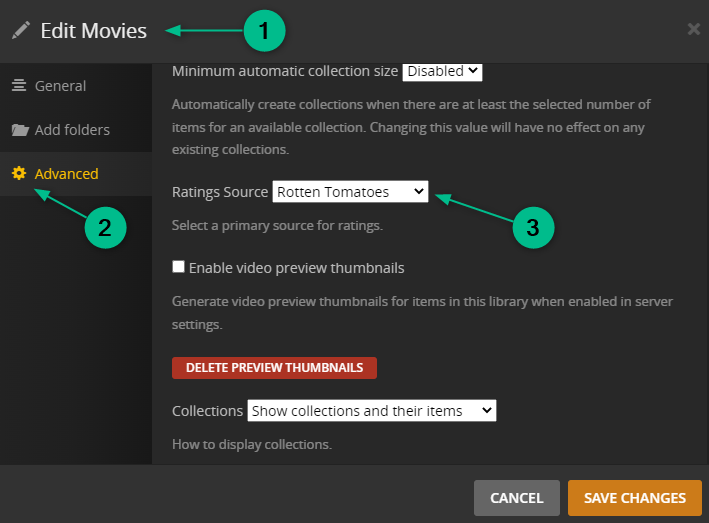 Edit Movies
1
General
Add folders
Advanced
2
Minimum automatic collection size Disabled
Automatically create collections when there are at least the selected number of
items for an available collection. Changing this value will have no effect on any
existing collections.
Ratings Source Rotten Tomatoes
3
Select a primary source for ratings.
Enable video preview thumbnails
Generate video preview thumbnails for items in this library when enabled in server
settings.
DELETE PREVIEW THUMBNAILS
Collections Show collections and their items
How to display collections.
CANCEL
SAVE CHANGES